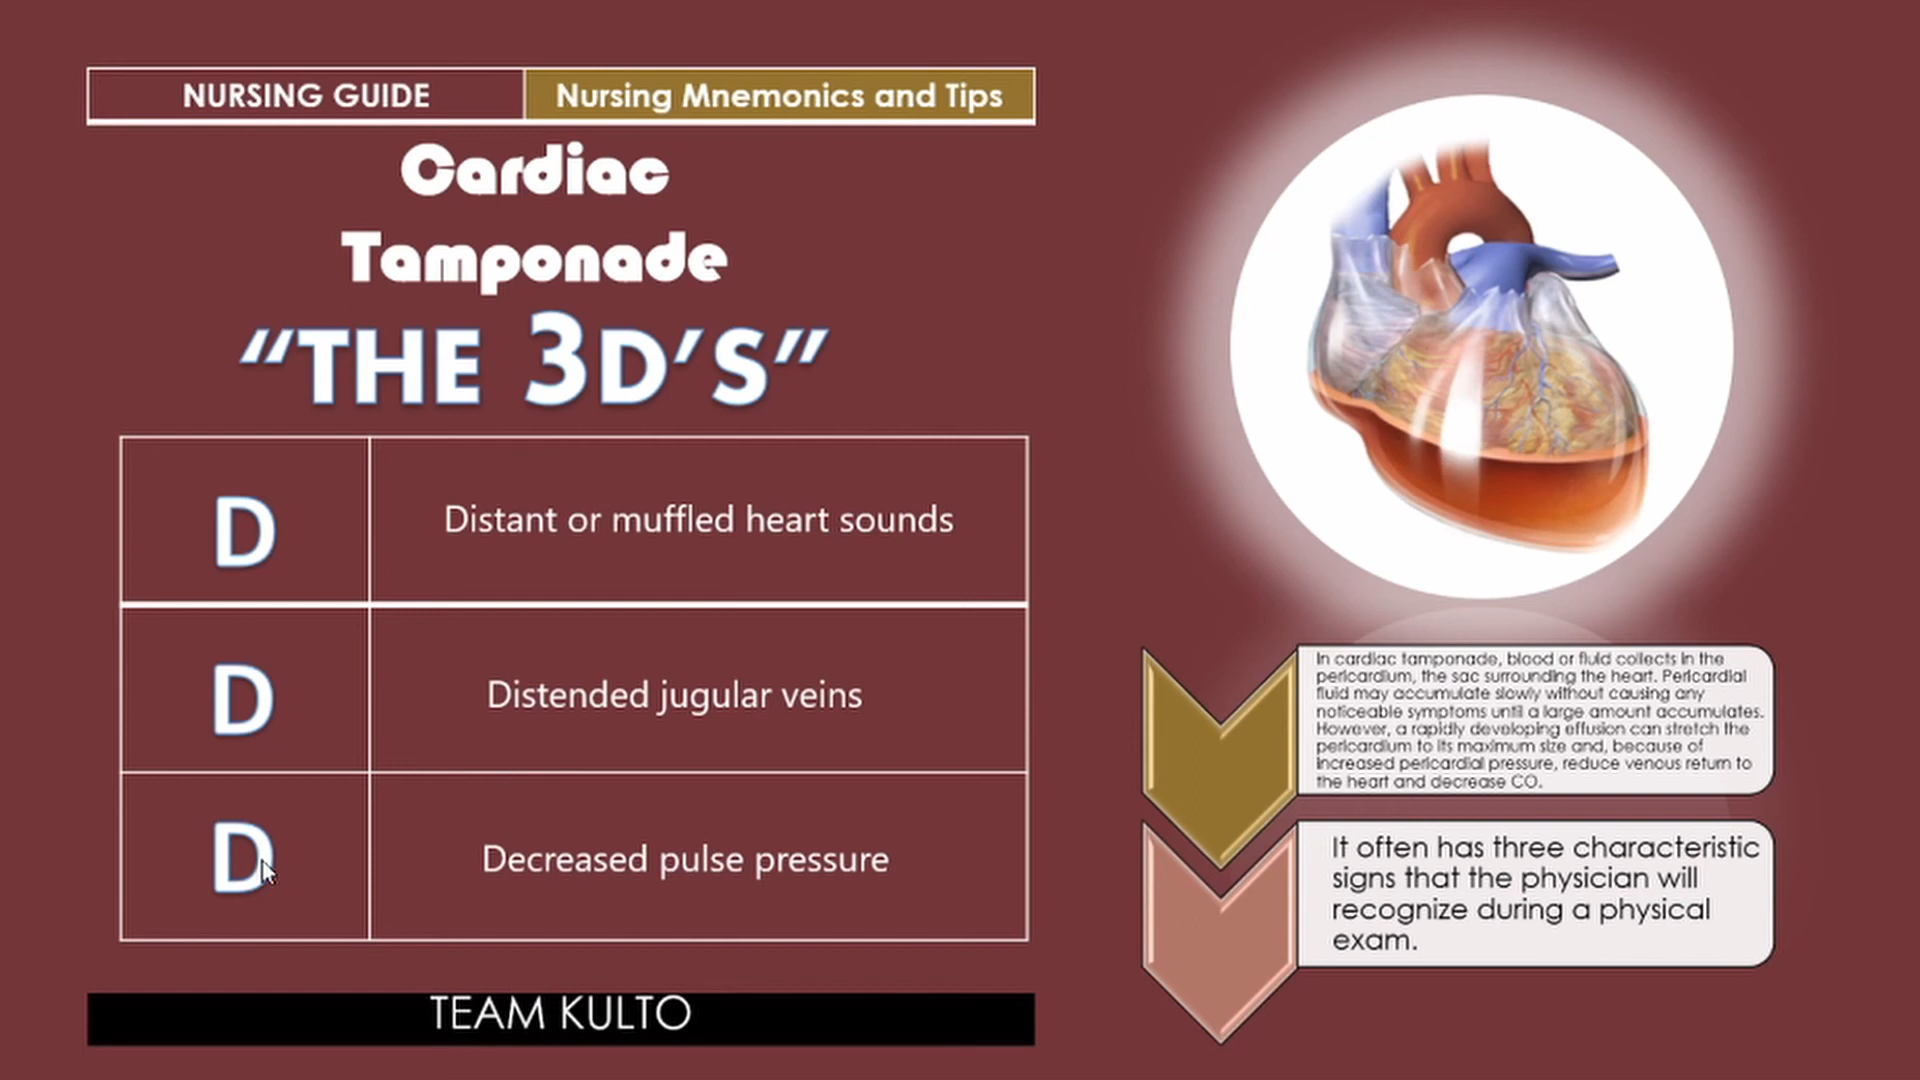 NURSING GUIDE
Nursing Mnemonics and Tips
Cardiac
Tamponade
“THE 3D’S”
D
Distant or muffled heart sounds
D
Distended jugular veins
D
Decreased pulse pressure
TEAM KULTO
In cardiac tamponade, blood or fluid collects in the
pericardium, the sac surrounding the heart. Pericardial
fluid may accumulate slowly without causing any
noticeable symptoms until a large amount accumulates.
However, a rapidly developing effusion can stretch the
pericardium to its maximum size and, because of
increased pericardial pressure, reduce venous return to
the heart and decrease CO.
It often has three characteristic
signs that the physician will
recognize during a physical
exam.